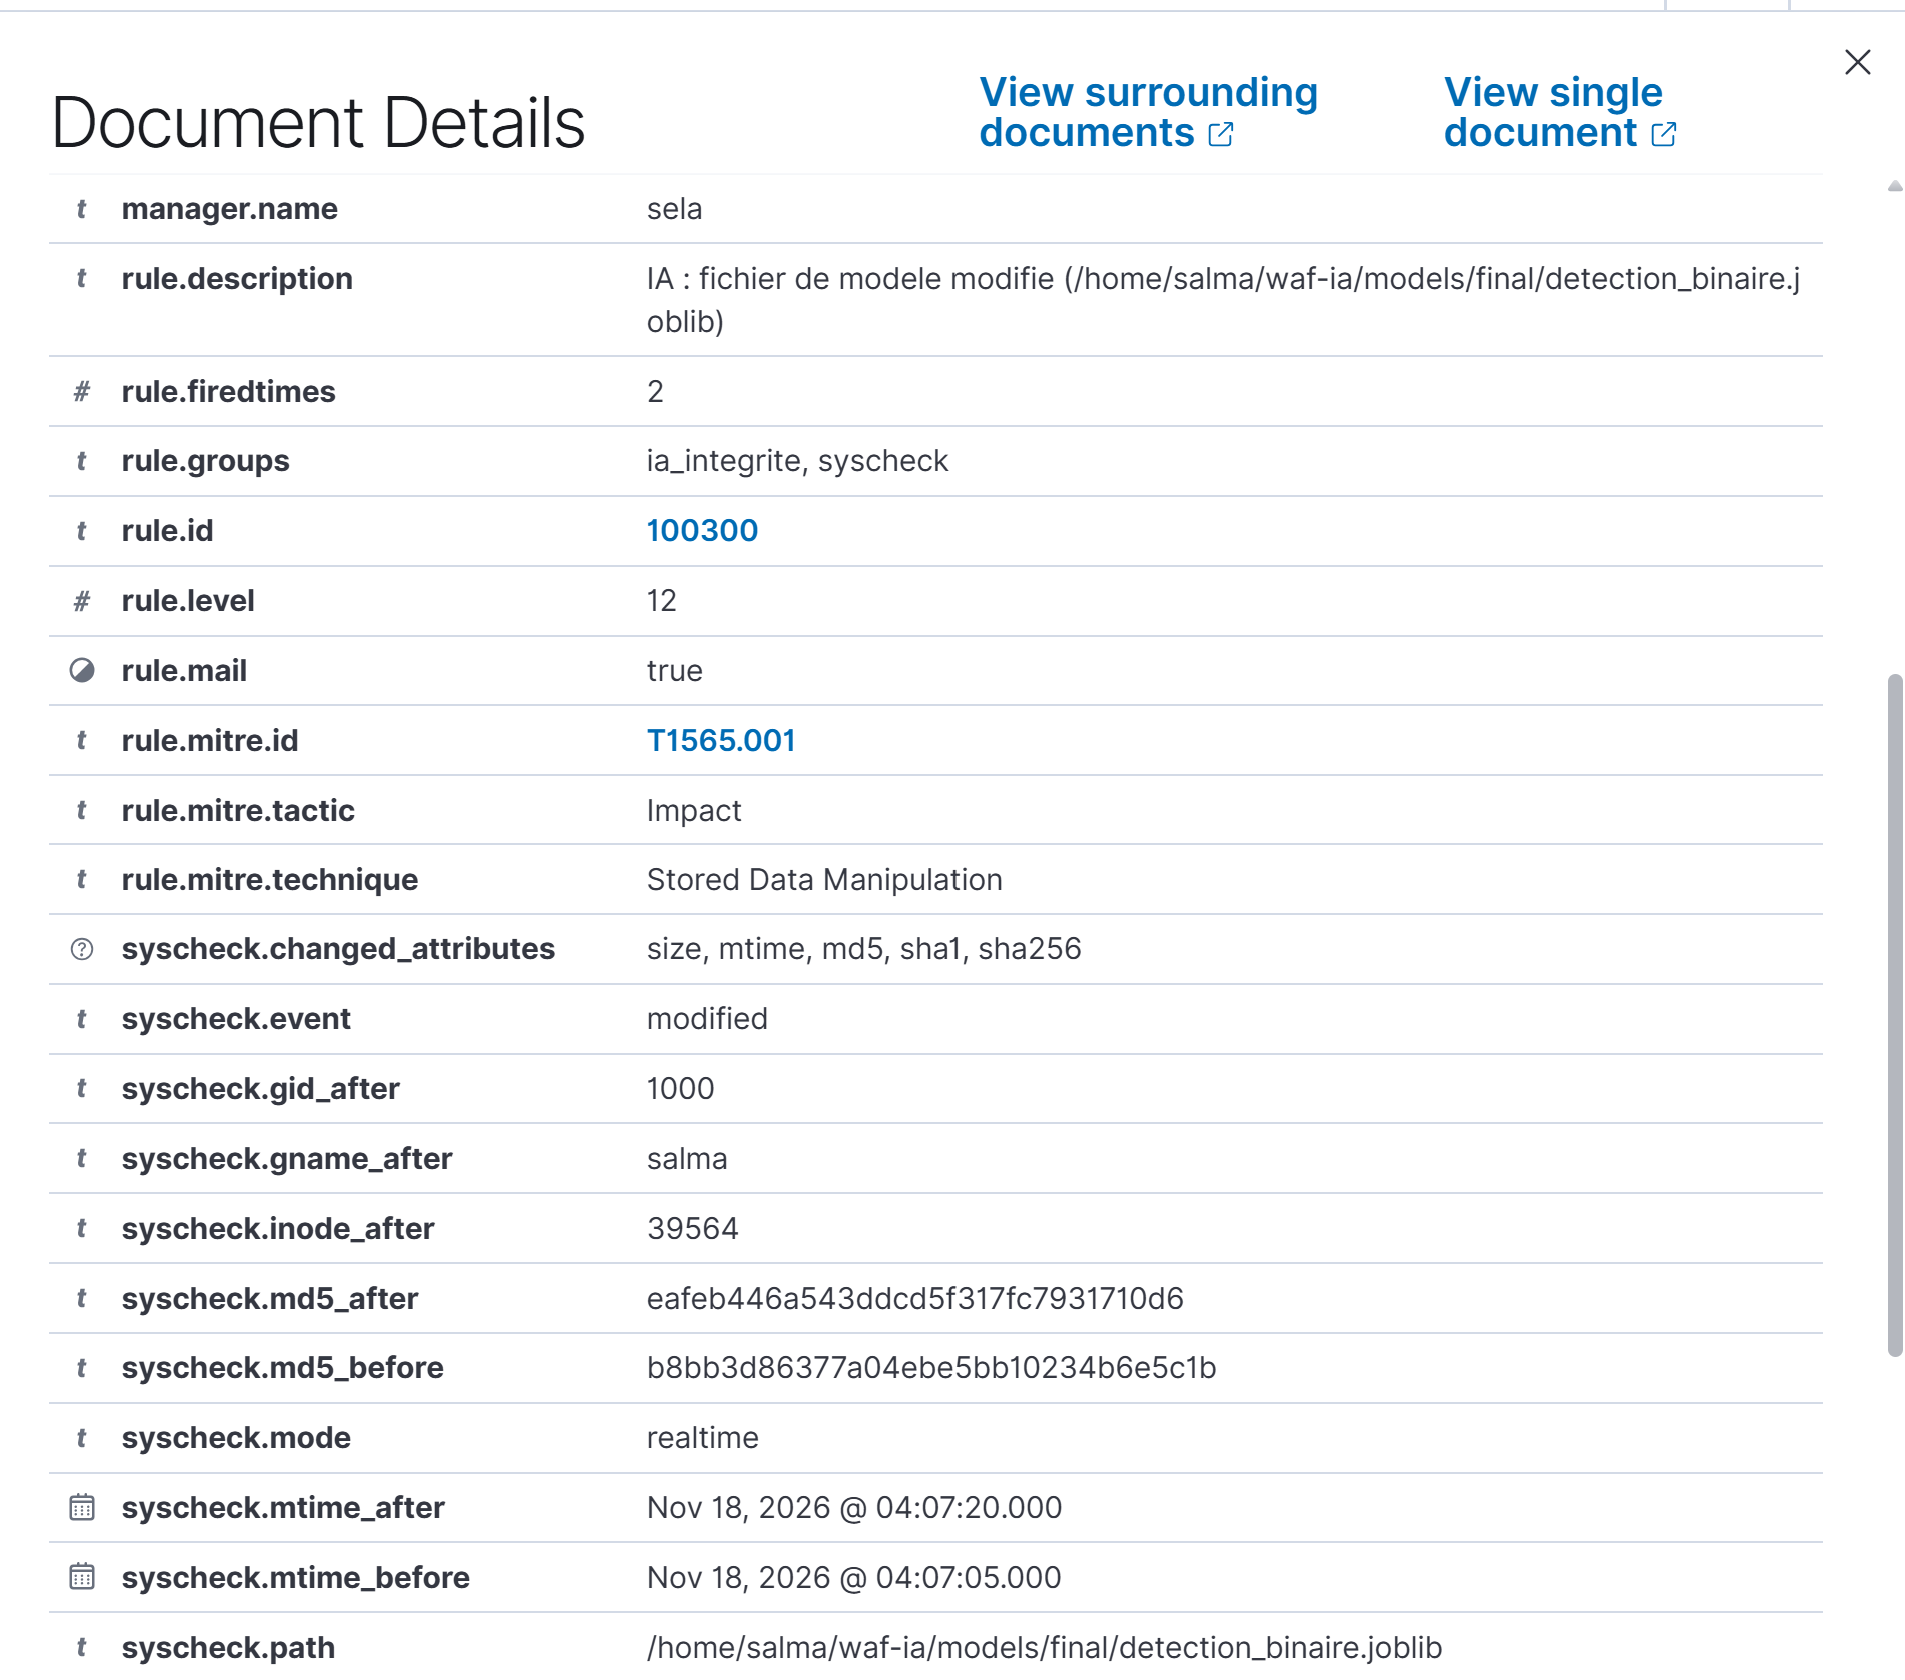 Document Details
View surrounding
documents
View single
document
t manager.name sela
t rule.description IA : fichier de modele modifie (/home/salma/waf-ia/models/final/detection_binaire.j
oblib)
# rule.firedtimes 2
t rule.groups ia_integrite, syscheck
t rule.id 100300
# rule.level 12
rule.mail true
t rule.mitre.id T1565.001
t rule.mitre.tactic Impact
t rule.mitre.technique Stored Data Manipulation
? syscheck.changed_attributes size, mtime, md5, sha1, sha256
t syscheck.event modified
t syscheck.gid_after 1000
t syscheck.gname_after salma
t syscheck.inode_after 39564
t syscheck.md5_after eafeb446a543ddcd5f317fc7931710d6
t syscheck.md5_before b8bb3d86377a04ebe5bb10234b6e5c1b
t syscheck.mode realtime
syscheck.mtime_after Nov 18, 2026 @ 04:07:20.000
syscheck.mtime_before Nov 18, 2026 @ 04:07:05.000
t syscheck.path /home/salma/waf-ia/models/final/detection_binaire.joblib